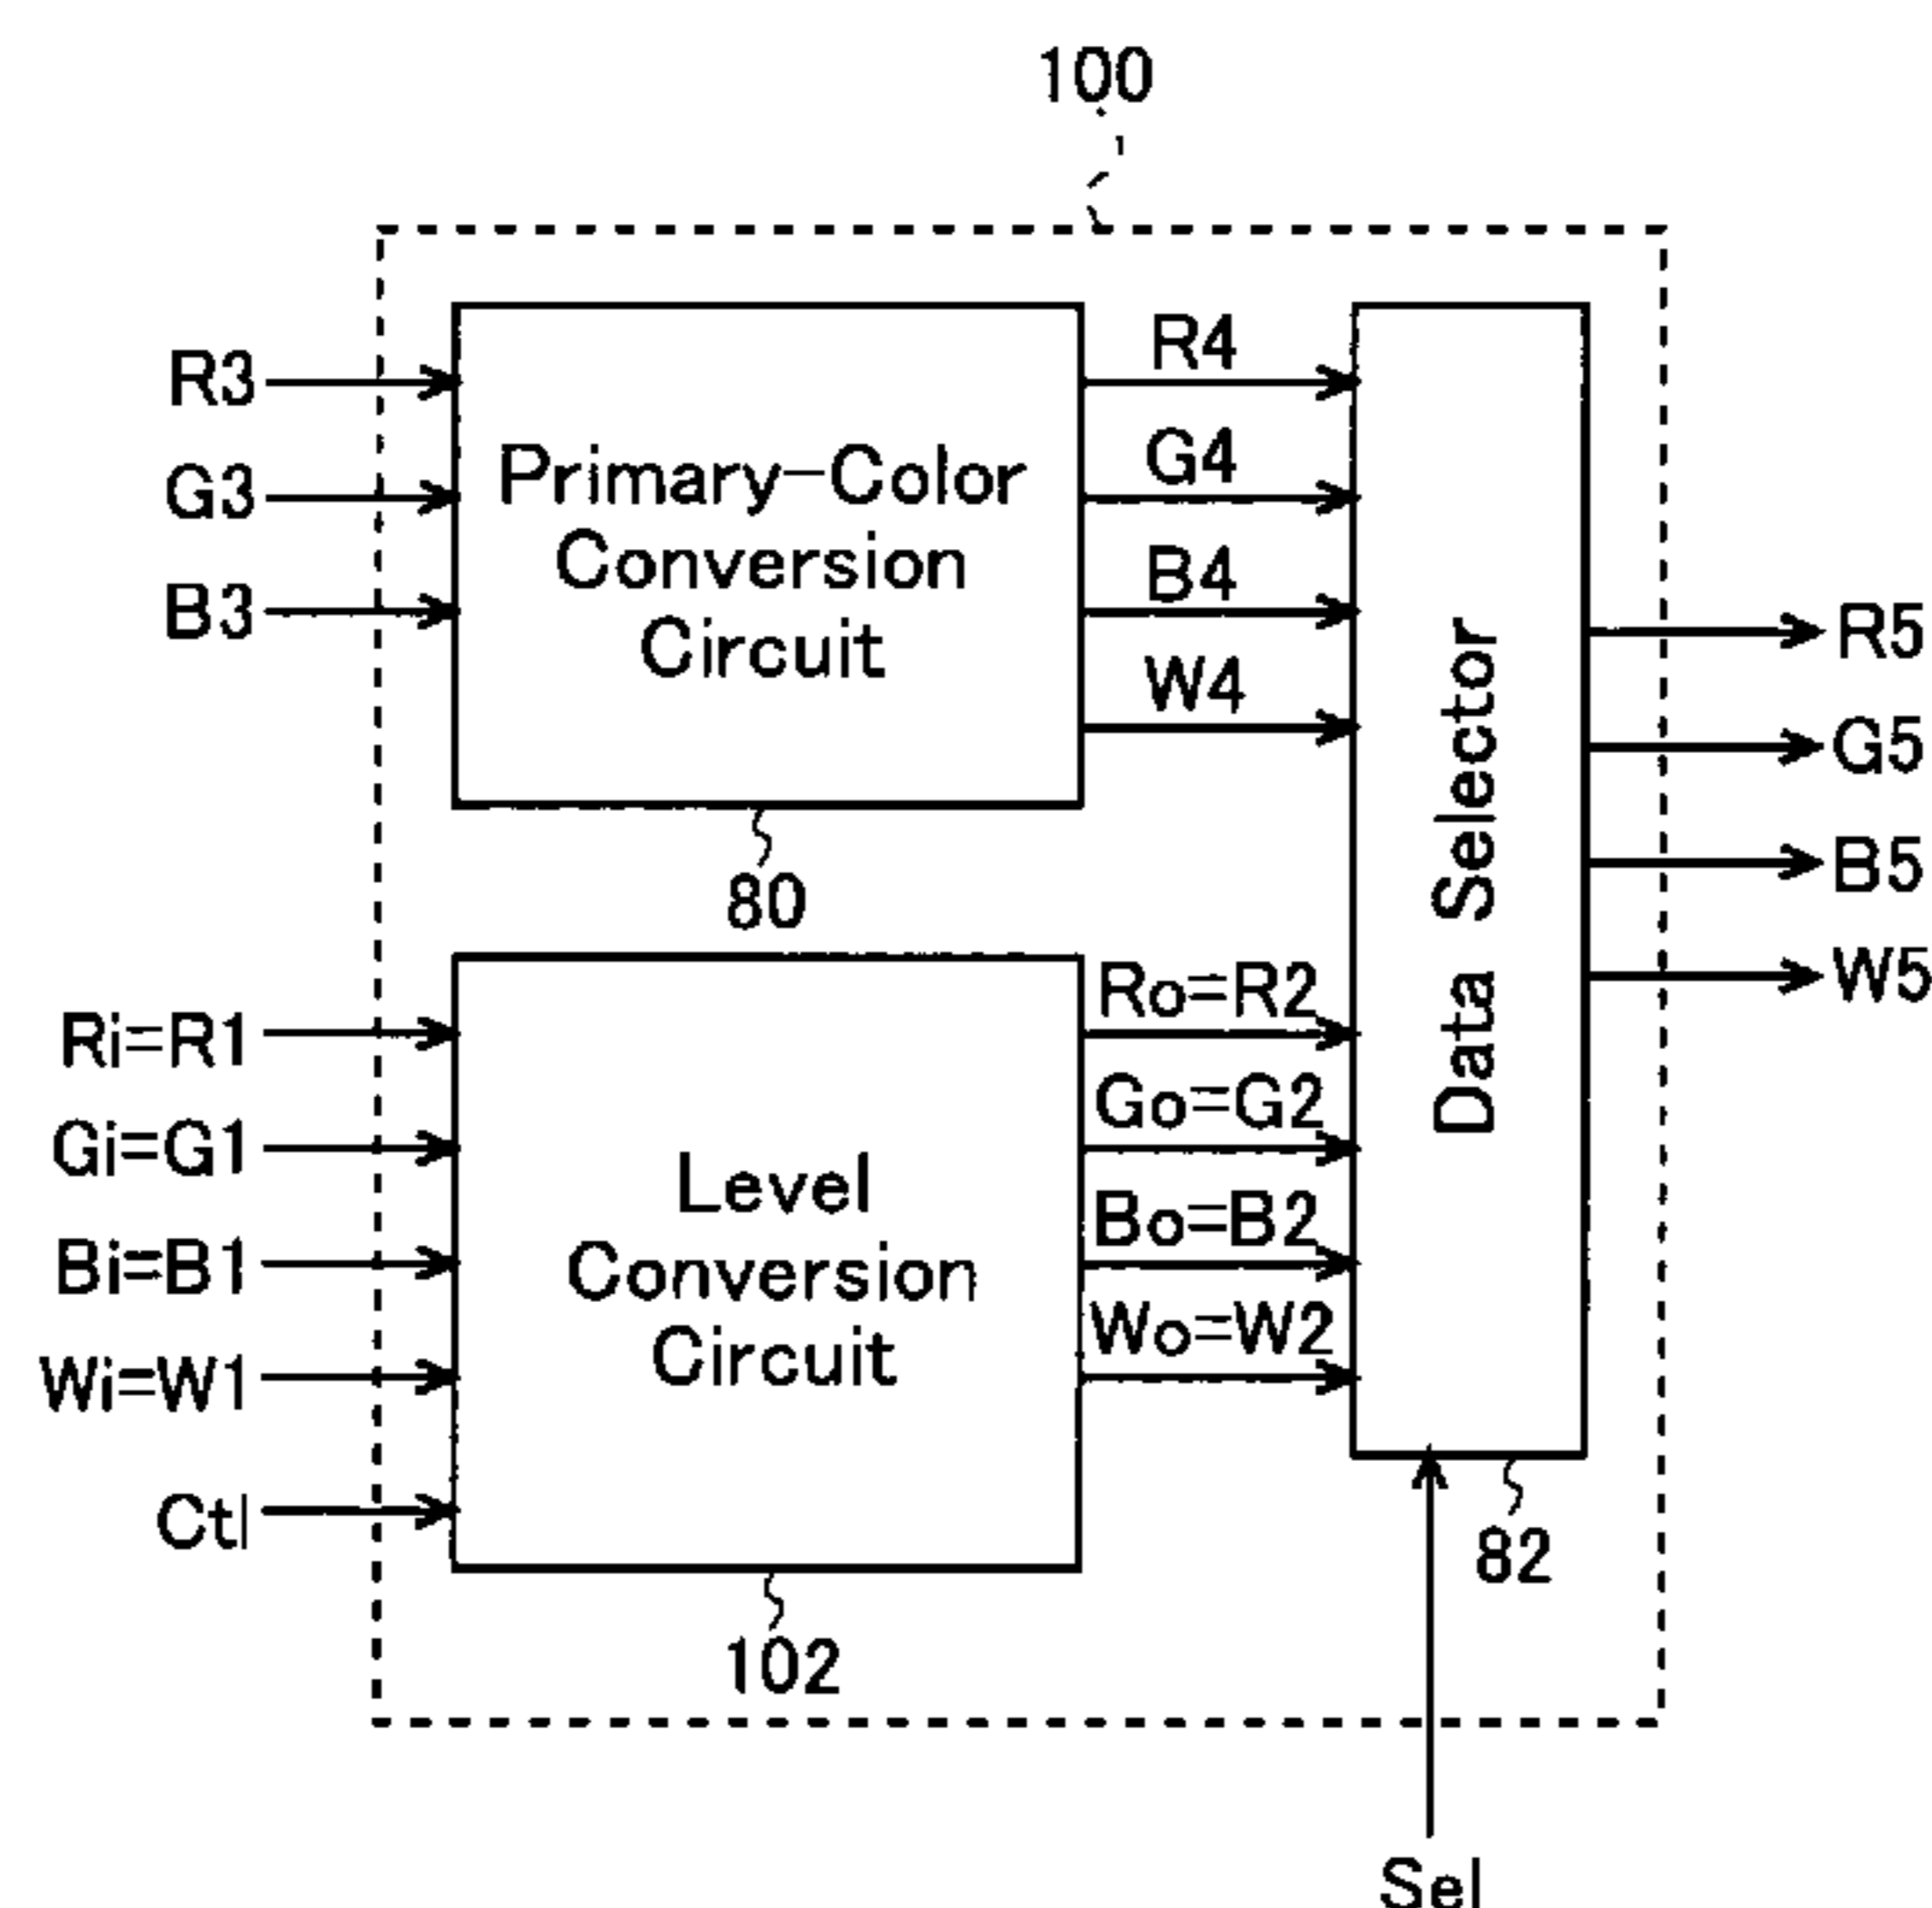 100
R3
G3
B3
Primary-Color
Conversion
Circuit
80
R4
G4
B4
W4
Ri=R1
Gi=G1
Bi=B1
Wi=W1
Ctl
Level
Conversion
Circuit
102
Ro=R2
Go=G2
Bo=B2
Wo=W2
Data Selector
82
Sel
R5
G5
B5
W5